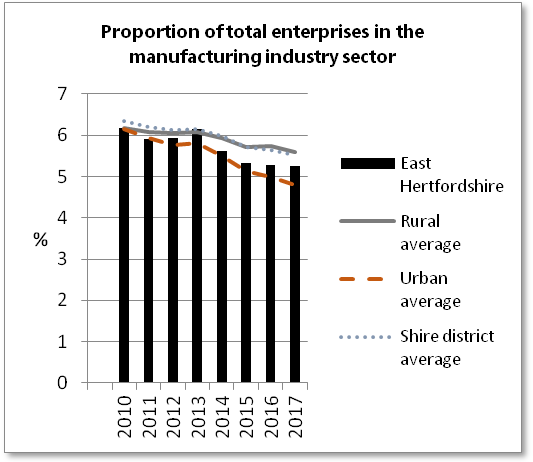 Proportion of total enterprises in the
manufacturing industry sector
7
6
5
4
3
2
1
0
%
2010
2011
2012
2013
2014
2015
2016
2017
East
Hertfordshire
Rural
average
Urban
average
Shire district
average